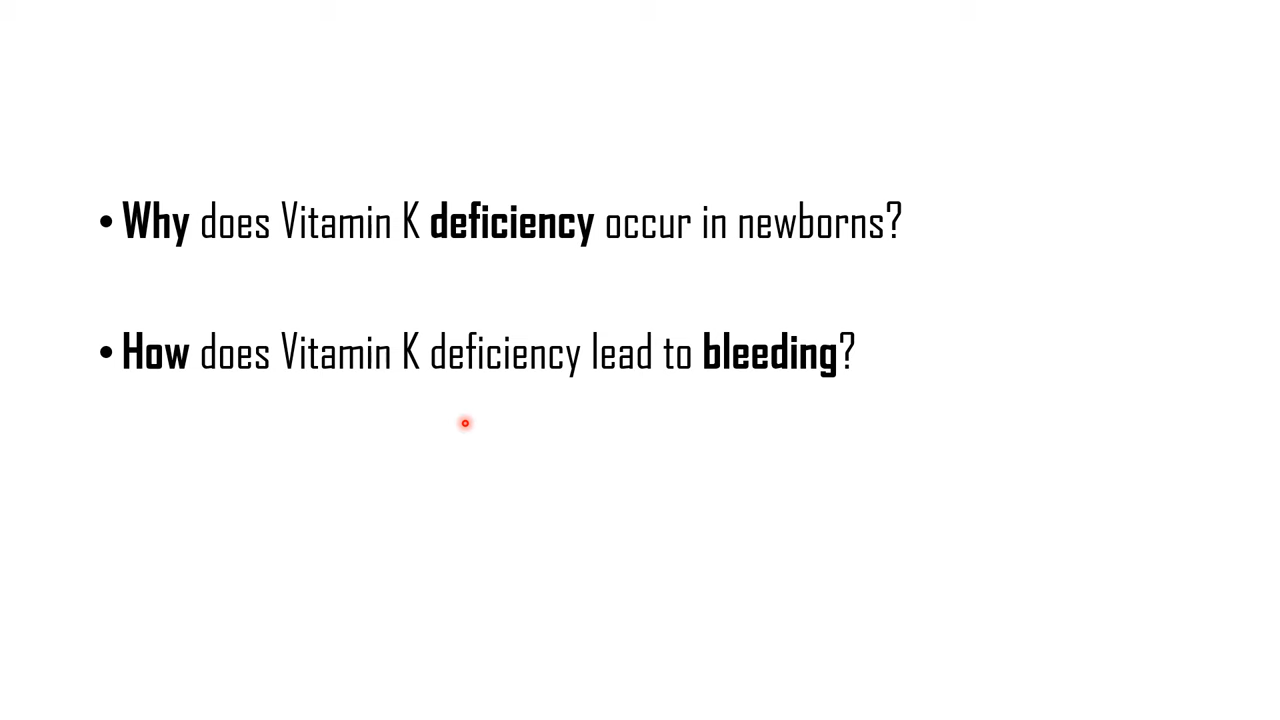 • Why does Vitamin K deficiency occur in newborns?
• How does Vitamin K deficiency lead to bleeding?